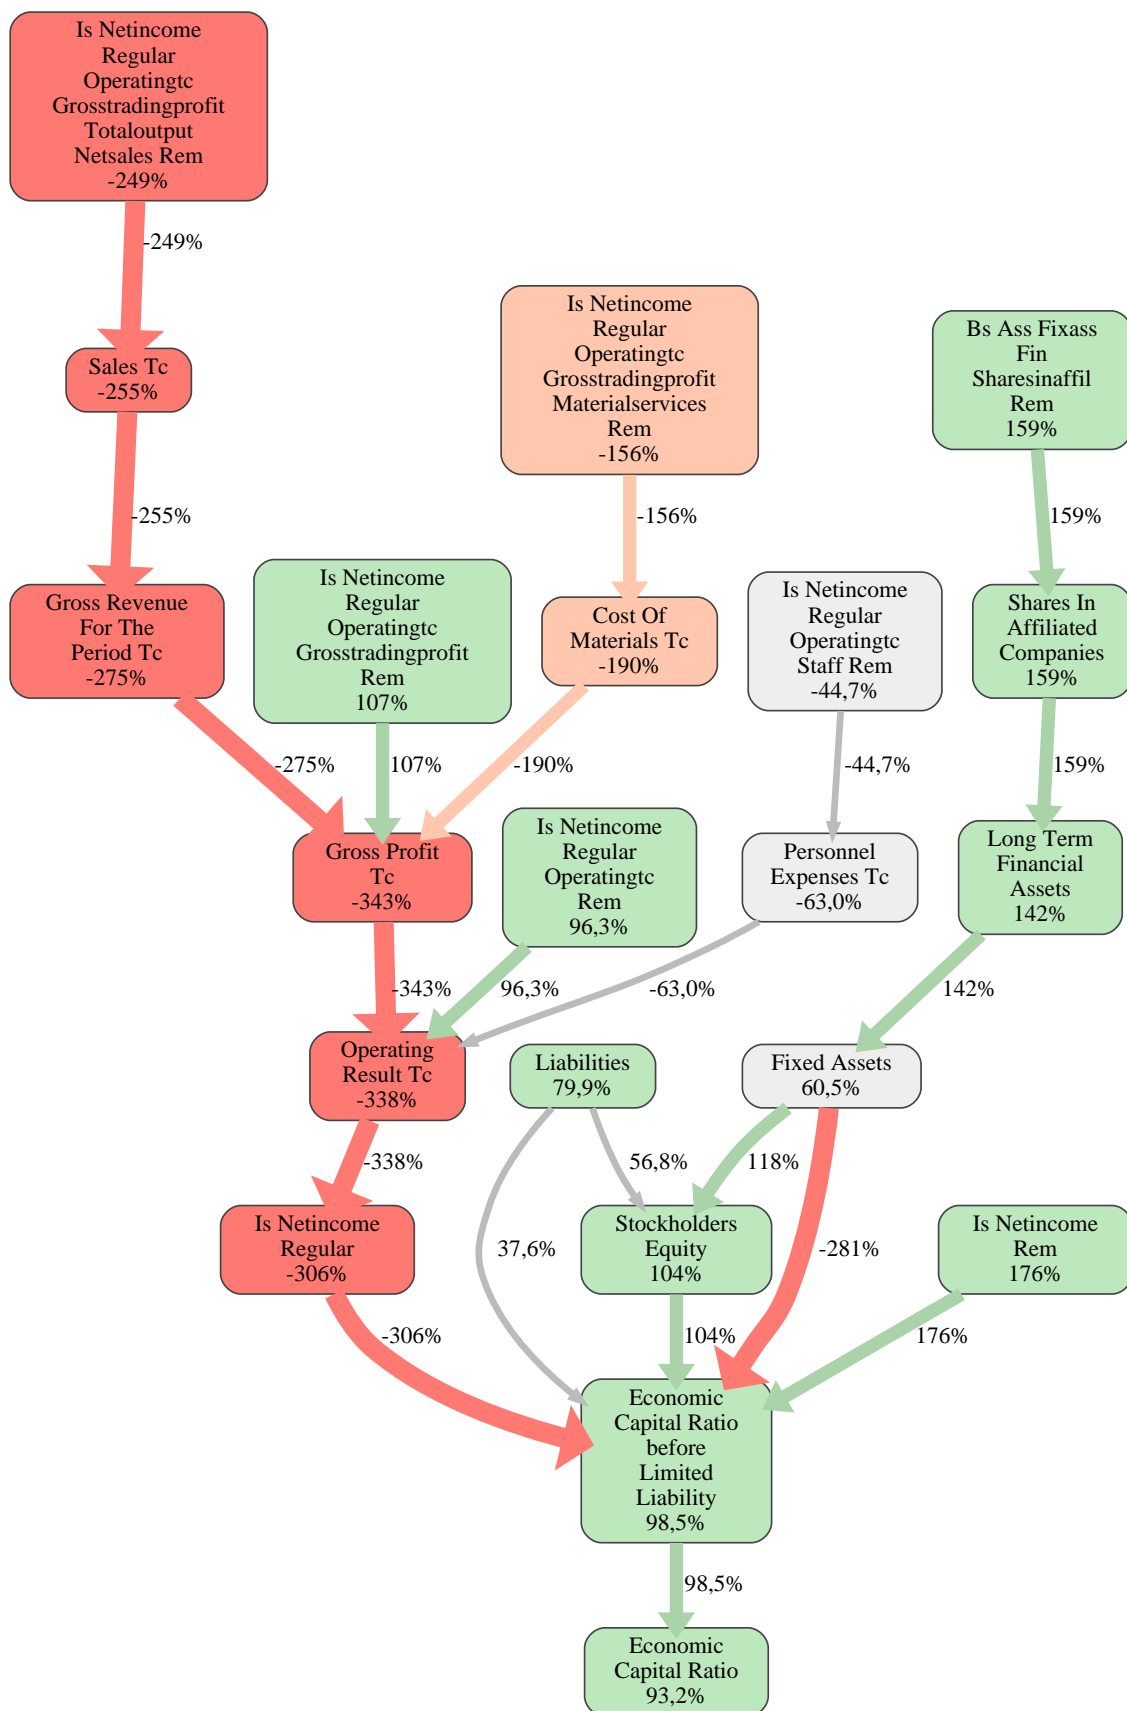 Is Netincome
Regular
Operatingtc
Grosstradingprofit
Totaloutput
Netsales Rem
-249%
-249%
Sales Tc
-255%
-255%
Is Netincome
Regular
Operatingtc
Grosstradingprofit
Materialservices
Rem
-156%
-156%
Bs Ass Fixass
Fin
Sharesinaffil
Rem
159%
159%
Gross Revenue
For The
Period Tc
-275%
-275%
Is Netincome
Regular
Operatingtc
Grosstradingprofit
Rem
107%
107%
Cost Of
Materials Tc
-190%
-190%
Is Netincome
Regular
Operatingtc
Staff Rem
-44,7%
-44,7%
Shares In
Affiliated
Companies
159%
159%
Gross Profit
Tc
-343%
-343%
Is Netincome
Regular
Operatingtc
Rem
96,3%
96,3%
Personnel
Expenses Tc
-63,0%
-63,0%
Long Term
Financial
Assets
142%
142%
Operating
Result Tc
-338%
-338%
Liabilities
79,9%
56,8%
37,6%
Fixed Assets
60,5%
118%
-281%
Is Netincome
Regular
-306%
-306%
Stockholders
Equity
104%
104%
Is Netincome
Rem
176%
176%
Economic
Capital Ratio
before
Limited
Liability
98,5%
98,5%
Economic
Capital Ratio
93,2%